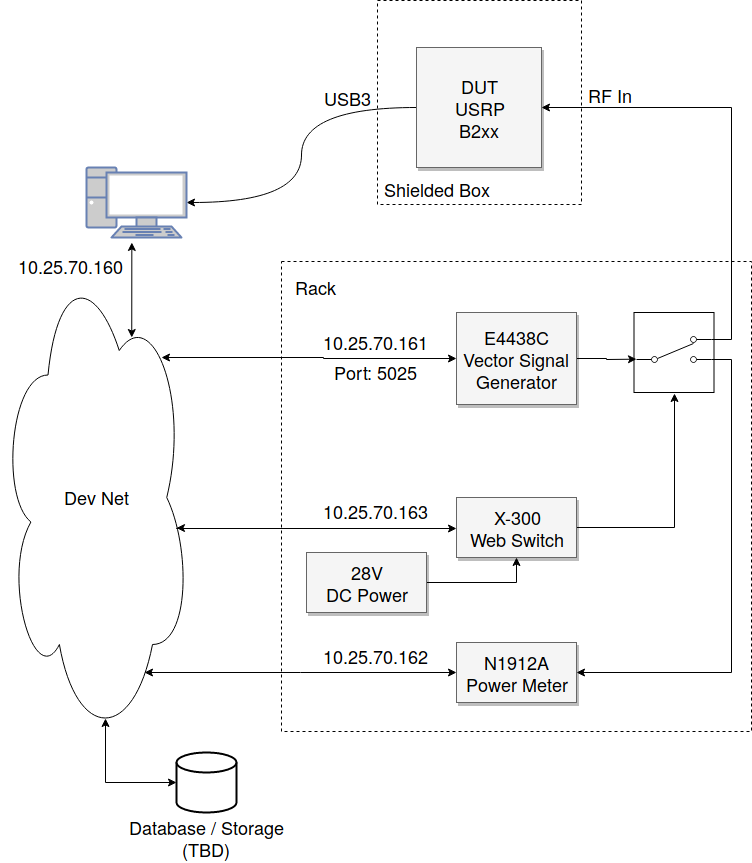 DUT
USRP
B2xx
USB3
RF In
Shielded Box
10.25.70.160
Rack
10.25.70.161
Port: 5025
E4438C
Vector Signal
Generator
Dev Net
10.25.70.163
X-300
Web Switch
28V
DC Power
10.25.70.162
N1912A
Power Meter
Database / Storage
(TBD)